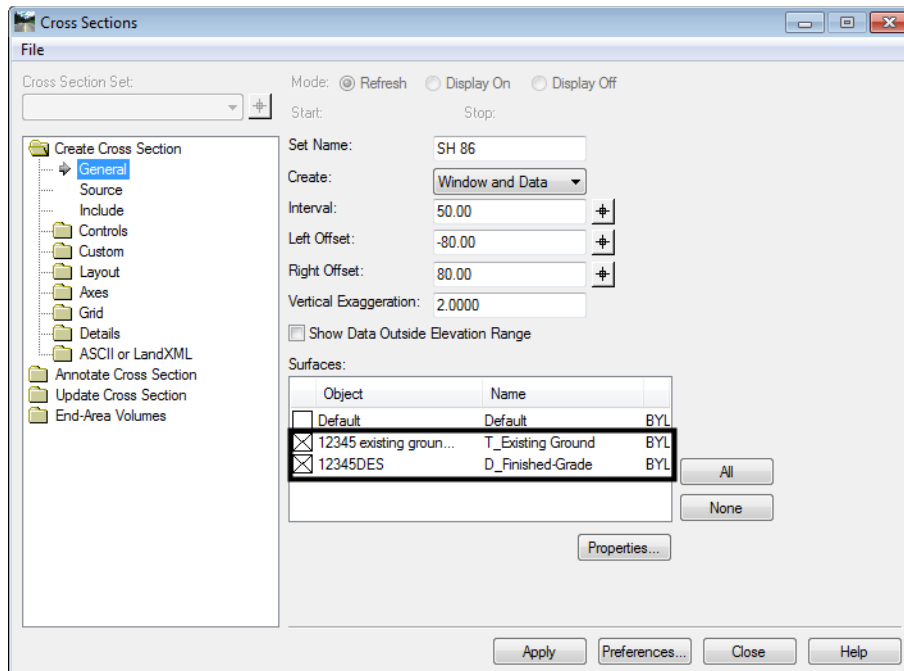 Cross Sections
File
Cross Section Set:
Mode: Refresh Display On Display Off
Start: Stop:
Create Cross Section
General
Source
Include
Controls
Custom
Layout
Axes
Grid
Details
ASCII or LandXML
Annotate Cross Section
Update Cross Section
End-Area Volumes
Set Name: SH 86
Create: Window and Data
Interval: 50.00
Left Offset: -80.00
Right Offset: 80.00
Vertical Exaggeration: 2.0000
Show Data Outside Elevation Range
Surfaces:
Object Name
Default Default BYL
12345 existing groun... T_Existing Ground BYL
12345DES D_Finished-Grade BYL
All
None
Properties...
Apply Preferences... Close Help